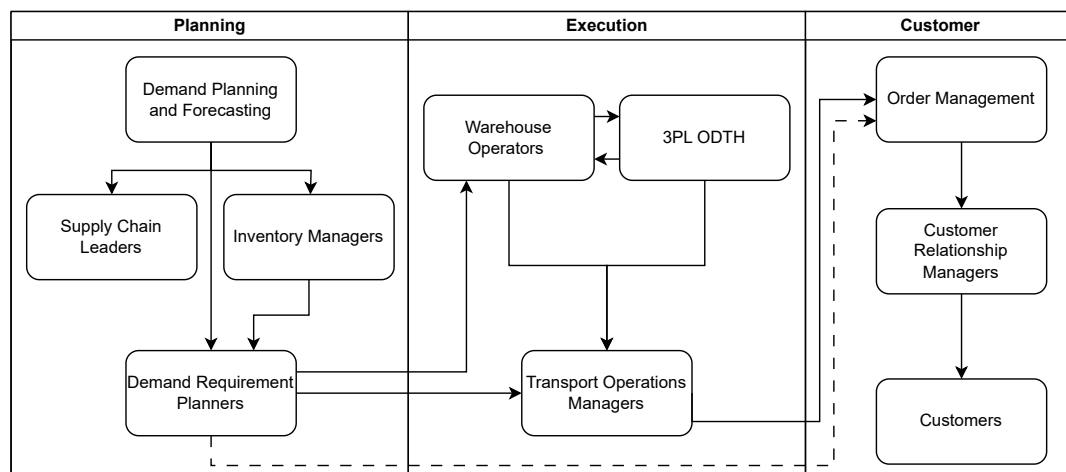 Planning
Execution
Customer
Demand Planning
and Forecasting
Supply Chain
Leaders
Inventory Managers
Demand Requirement
Planners
Warehouse
Operators
3PL ODTH
Transport Operations
Managers
Order Management
Customer
Relationship
Managers
Customers